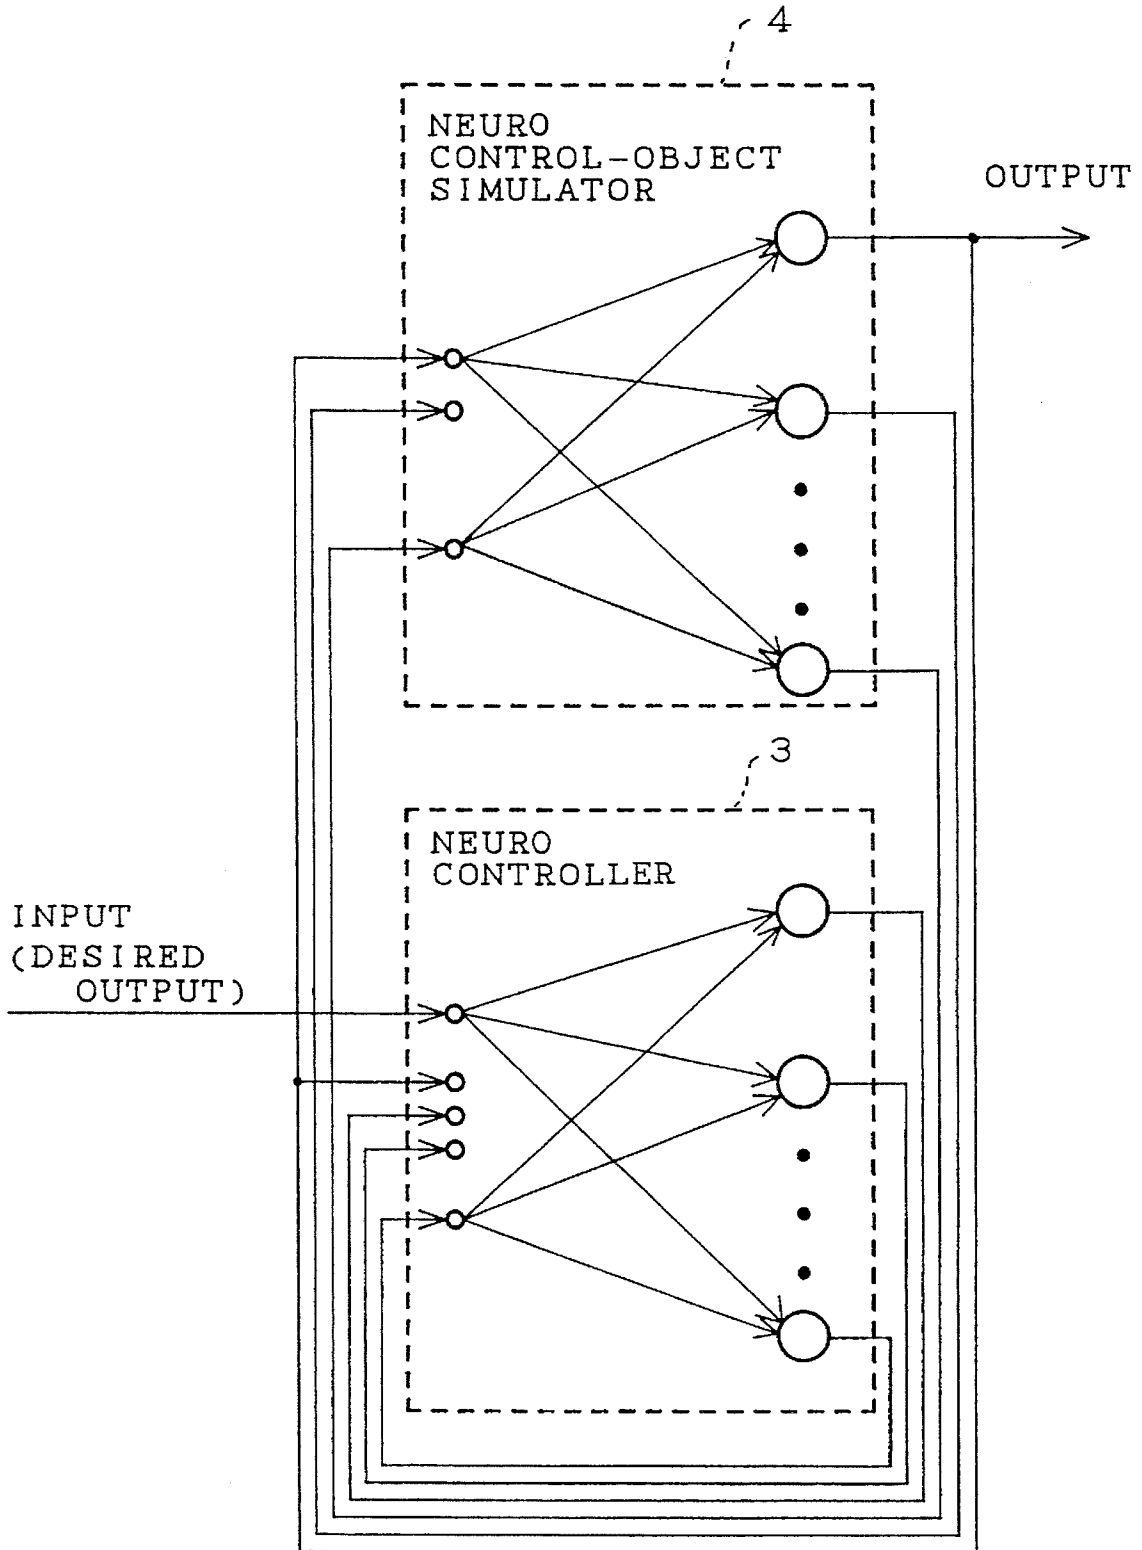 4
NEURO
CONTROL-OBJECT
SIMULATOR
OUTPUT
3
NEURO
CONTROLLER
INPUT
(DESIRED
OUTPUT)